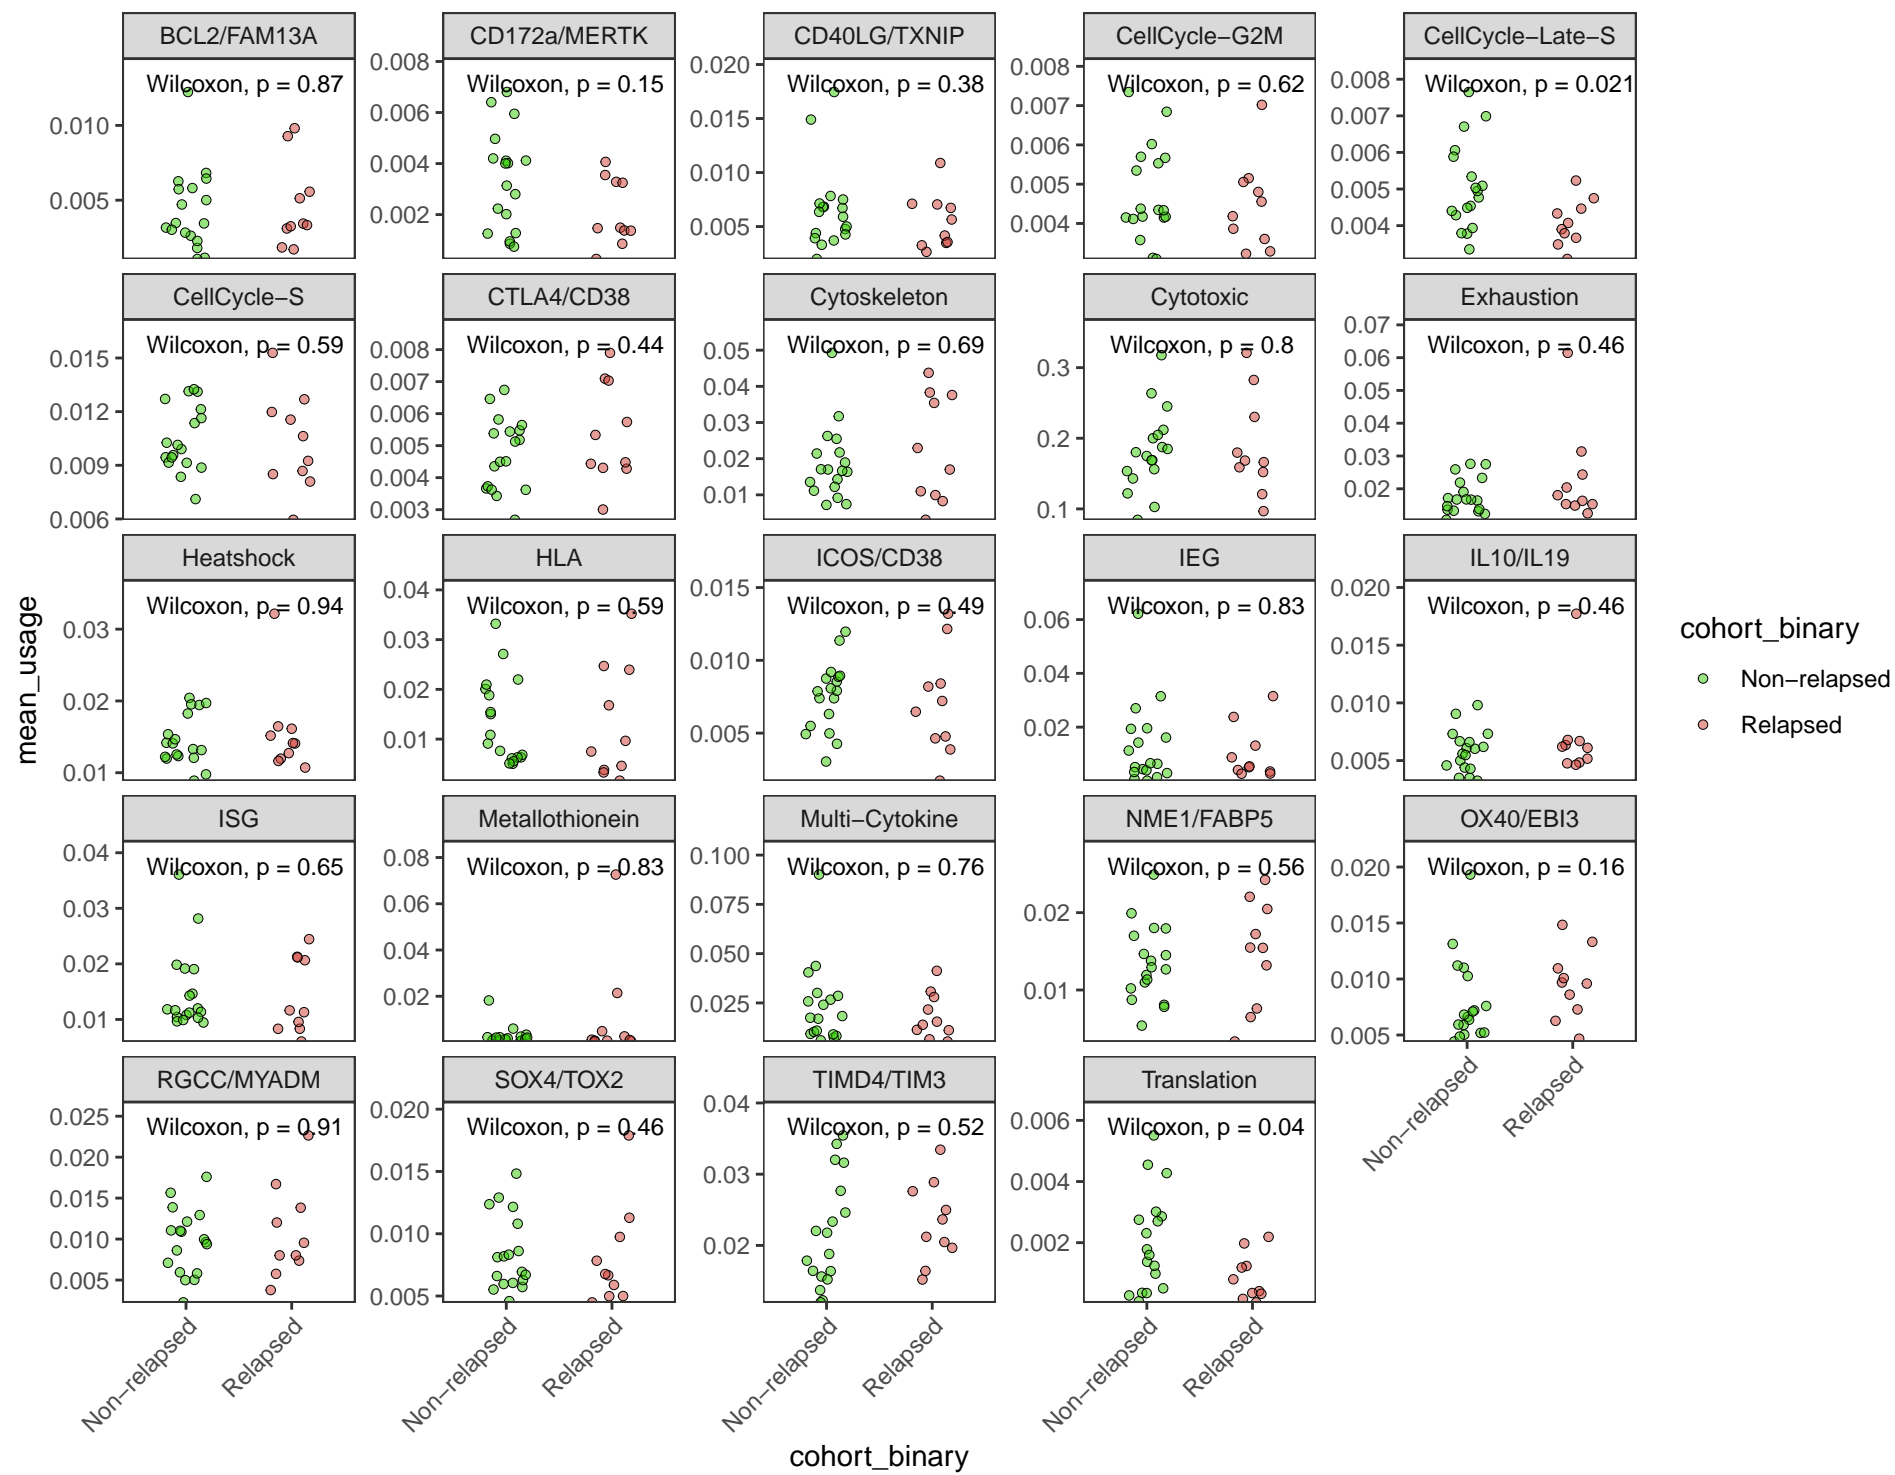 BCL2/FAM13A
CD172a/MERTK
CD40LG/TXNIP
CellCycle−G2M
CellCycle−Late−S
Wilcoxon, p = 0.87
Wilcoxon, p = 0.15
Wilcoxon, p = 0.38
Wilcoxon, p = 0.62
Wilcoxon, p = 0.021
0.010
0.005
0.008
0.006
0.004
0.002
0.020
0.015
0.010
0.005
0.008
0.007
0.006
0.005
0.004
0.008
0.007
0.006
0.005
0.004
CellCycle−S
CTLA4/CD38
Cytoskeleton
Cytotoxic
Exhaustion
Wilcoxon, p = 0.59
Wilcoxon, p = 0.44
Wilcoxon, p = 0.69
Wilcoxon, p = 0.8
Wilcoxon, p = 0.46
0.015
0.012
0.009
0.006
0.008
0.007
0.006
0.005
0.004
0.003
0.05
0.04
0.03
0.02
0.01
0.3
0.2
0.1
0.07
0.06
0.05
0.04
0.03
0.02
Heatshock
HLA
ICOS/CD38
IEG
IL10/IL19
Wilcoxon, p = 0.94
Wilcoxon, p = 0.59
Wilcoxon, p = 0.49
Wilcoxon, p = 0.83
Wilcoxon, p = 0.46
0.03
0.02
0.01
0.04
0.03
0.02
0.01
0.015
0.010
0.005
0.06
0.04
0.02
0.020
0.015
0.010
0.005
ISG
Metallothionein
Multi−Cytokine
NME1/FABP5
OX40/EBI3
Wilcoxon, p = 0.65
Wilcoxon, p = 0.83
Wilcoxon, p = 0.76
Wilcoxon, p = 0.56
Wilcoxon, p = 0.16
0.04
0.03
0.02
0.01
0.08
0.06
0.04
0.02
0.100
0.075
0.050
0.025
0.02
0.01
0.020
0.015
0.010
0.005
Non−relapsed
Relapsed
RGCC/MYADM
SOX4/TOX2
TIMD4/TIM3
Translation
Wilcoxon, p = 0.91
Wilcoxon, p = 0.46
Wilcoxon, p = 0.52
Wilcoxon, p = 0.04
0.025
0.020
0.015
0.010
0.005
0.020
0.015
0.010
0.005
0.04
0.03
0.02
0.006
0.004
0.002
Non−relapsed
Relapsed
Non−relapsed
Relapsed
Non−relapsed
Relapsed
Non−relapsed
Relapsed
cohort_binary
mean_usage
cohort_binary
Non−relapsed
Relapsed